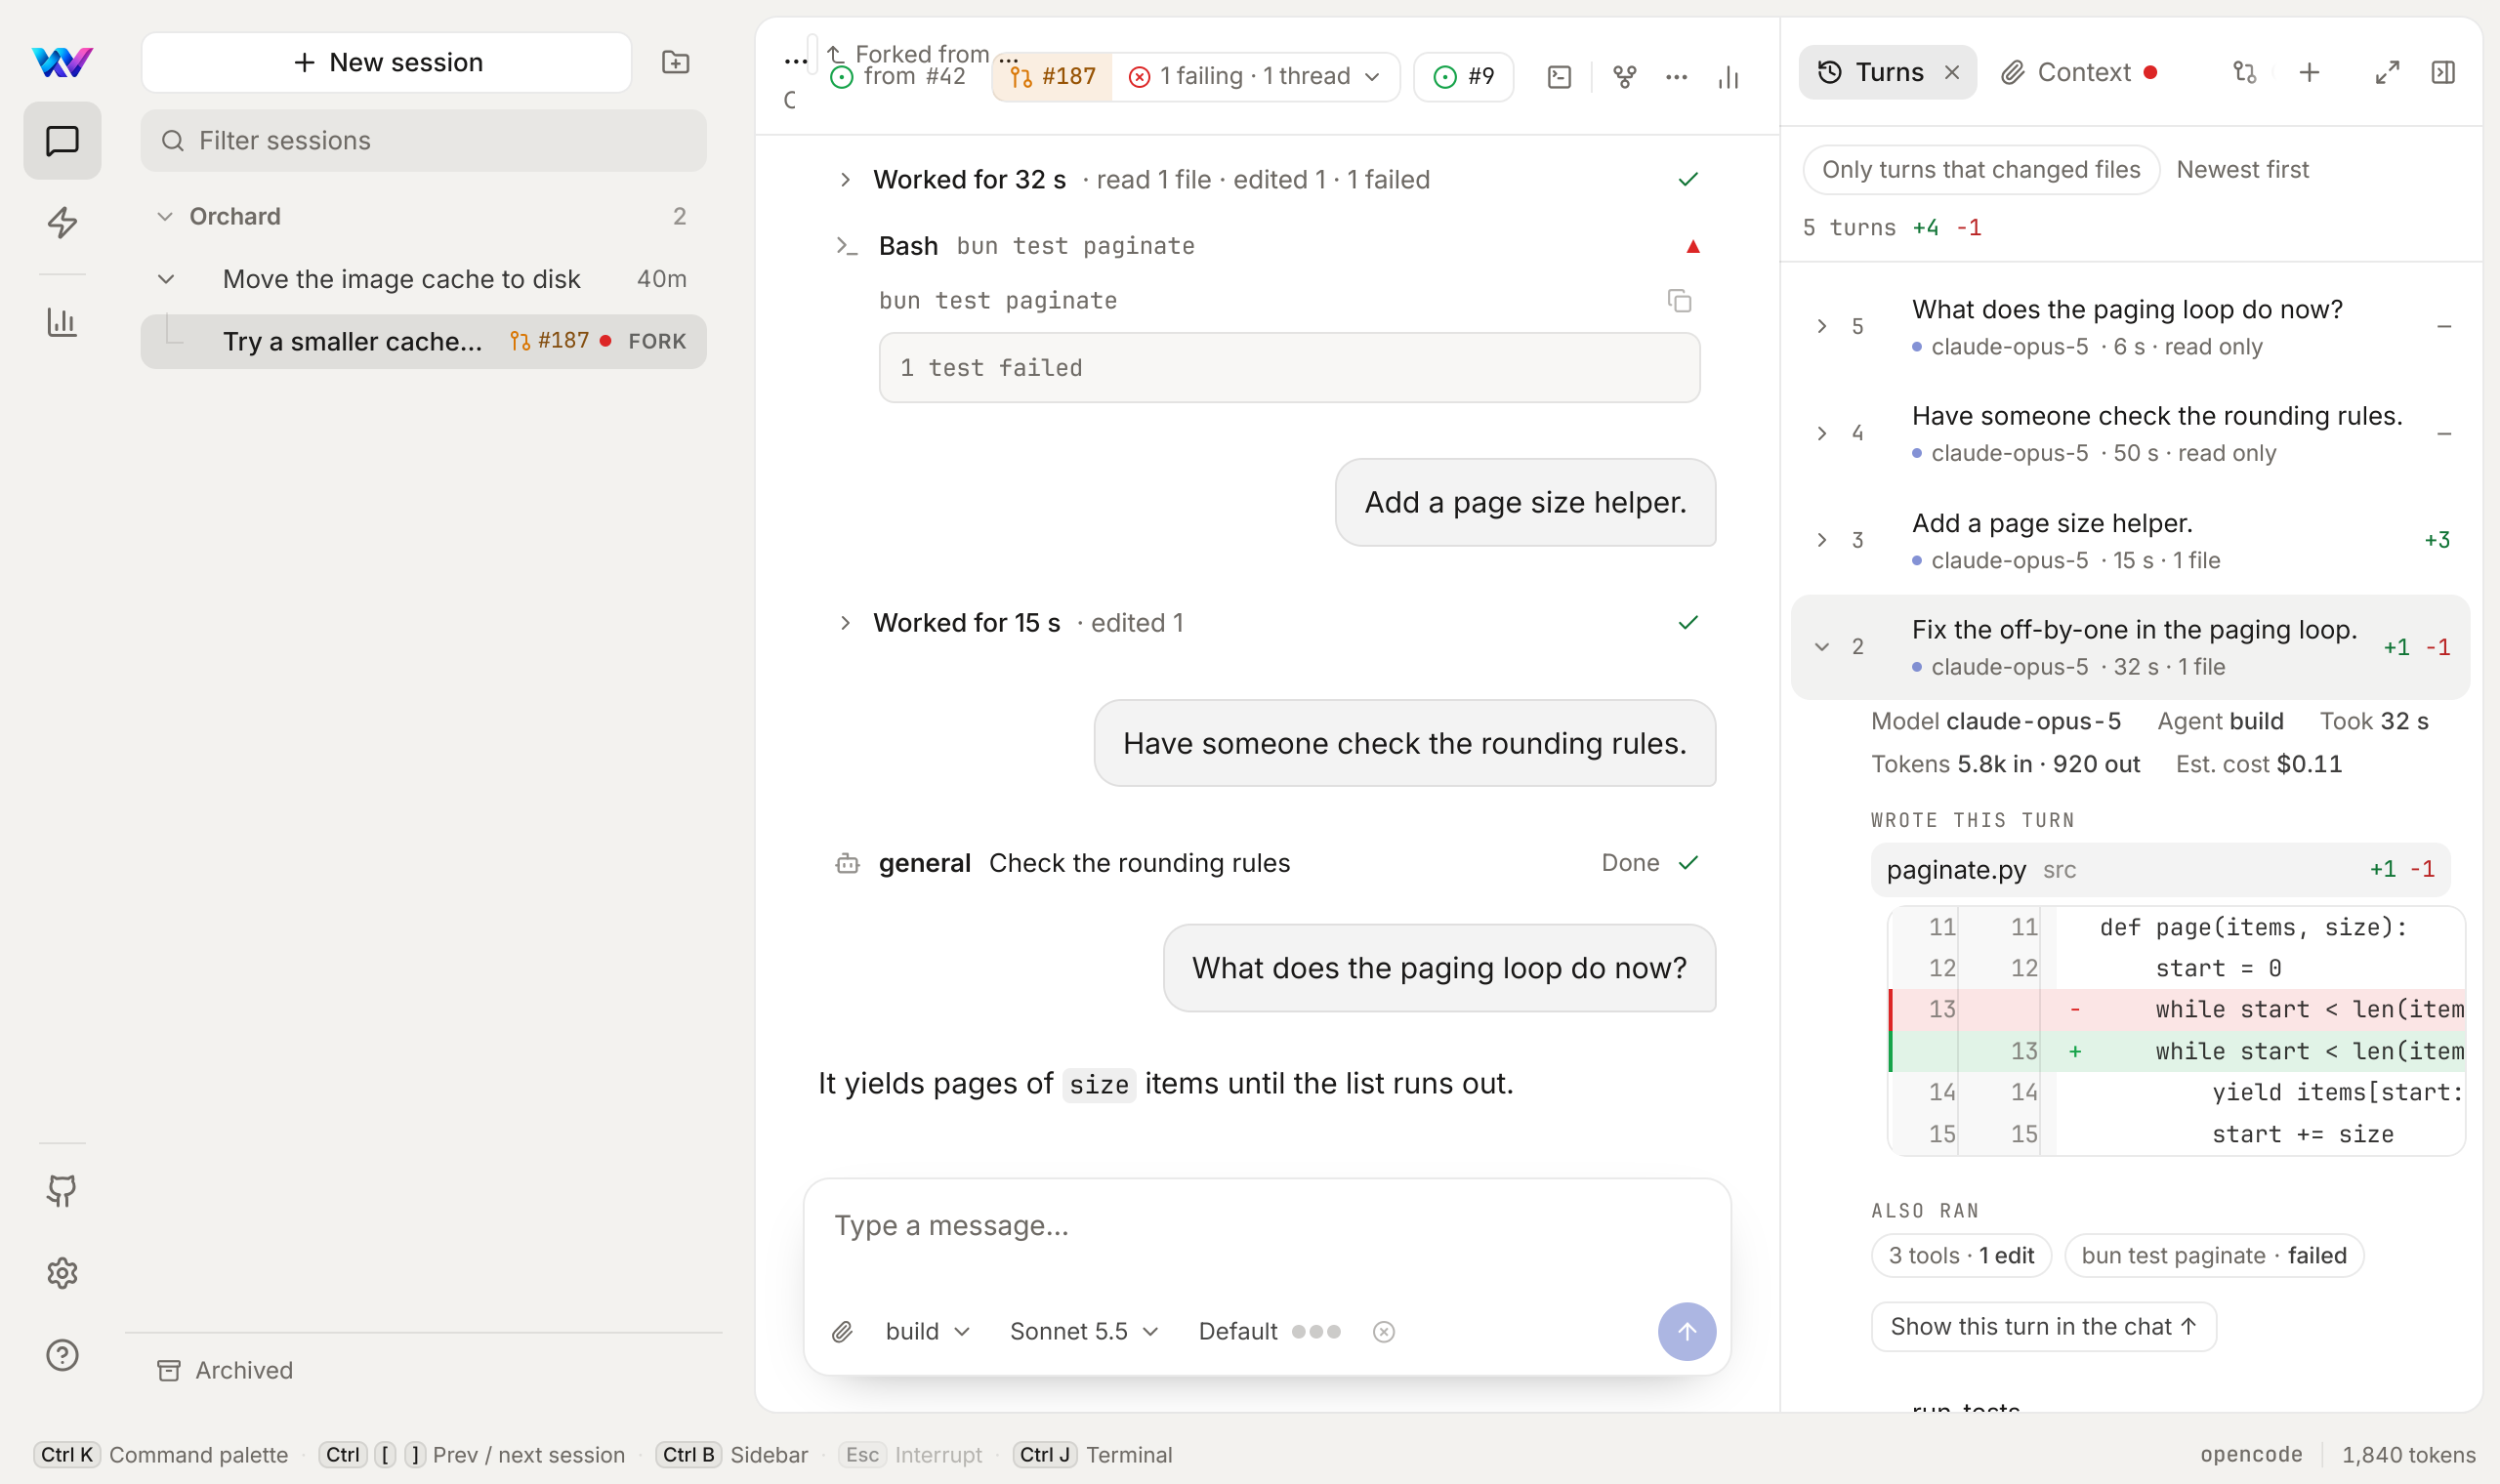 New session
Filter sessions
Orchard 2
Move the image cache to disk 40m
Try a smaller cache... #187 FORK
Archived
... Forked from ...
C
from #42
#187 1 failing · 1 thread
#9
Worked for 32 s · read 1 file · edited 1 · 1 failed
Bash bun test paginate
bun test paginate
1 test failed
Add a page size helper.
Worked for 15 s · edited 1
Have someone check the rounding rules.
general Check the rounding rules Done
What does the paging loop do now?
It yields pages of size items until the list runs out.
Type a message...
build Sonnet 5.5 Default
Turns
Context
Only turns that changed files Newest first
5 turns +4 -1
5 What does the paging loop do now? –
claude-opus-5 · 6 s · read only
4 Have someone check the rounding rules. –
claude-opus-5 · 50 s · read only
3 Add a page size helper. +3
claude-opus-5 · 15 s · 1 file
2 Fix the off-by-one in the paging loop. +1 -1
claude-opus-5 · 32 s · 1 file
Model claude-opus-5 Agent build Took 32 s
Tokens 5.8k in · 920 out Est. cost $0.11
WROTE THIS TURN
paginate.py src +1 -1
11 11 def page(items, size):
12 12 start = 0
13 - while start < len(item
13 + while start < len(item
14 14 yield items[start:
15 15 start += size
ALSO RAN
3 tools · 1 edit bun test paginate · failed
Show this turn in the chat ↑
Ctrl K Command palette · Ctrl [ ] Prev / next session · Ctrl B Sidebar · Esc Interrupt · Ctrl J Terminal
opencode 1,840 tokens